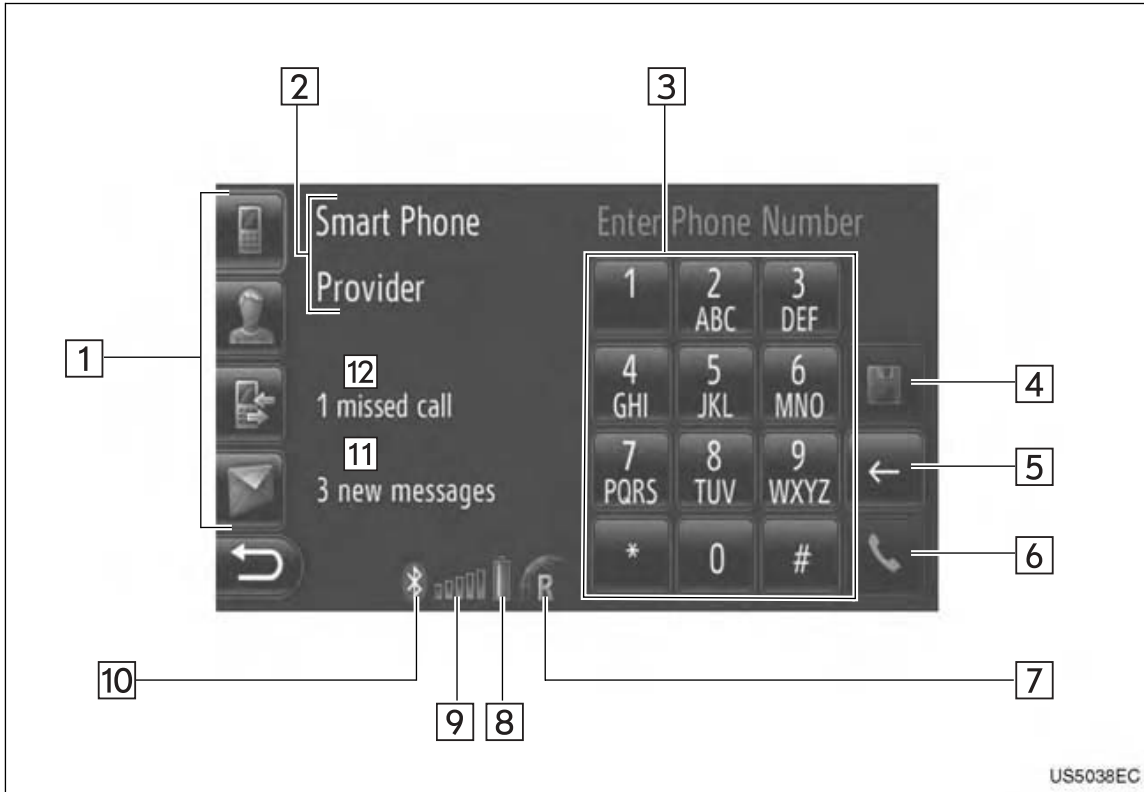 2
3
Smart Phone
Enter Phone Number
Provider
1
2
ABC
3
DEF
1
12
1 missed call
4
GHI
5
JKL
6
MNO
4
11
3 new messages
7
PQRS
8
TUV
9
WXYZ
5
*
0
#
6
R
10
9
8
7
US5038EC